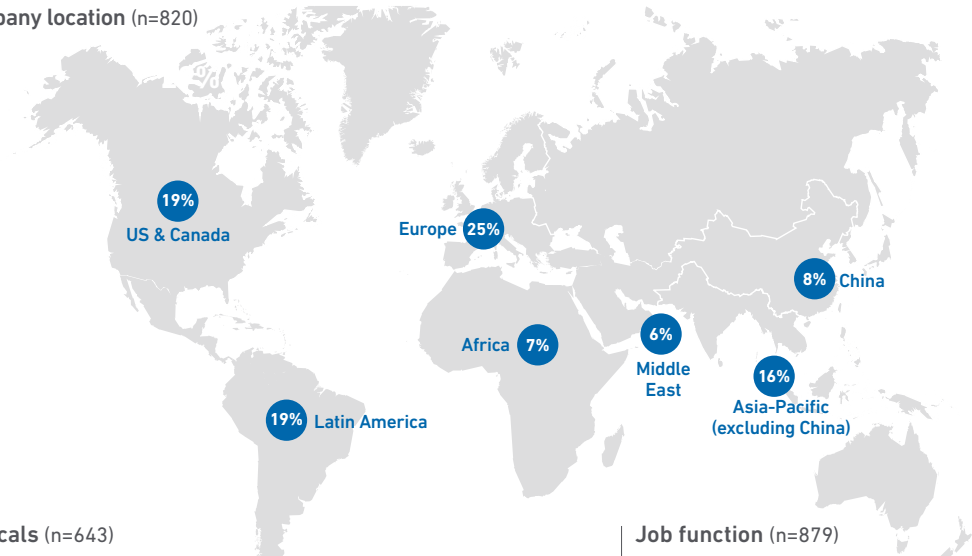 pany location (n=820)
19%
US & Canada
Europe 25%
8% China
Africa 7%
6%
Middle
East
16%
Asia-Pacific
(excluding China)
19% Latin America
cals (n=643)
Job function (n=879)